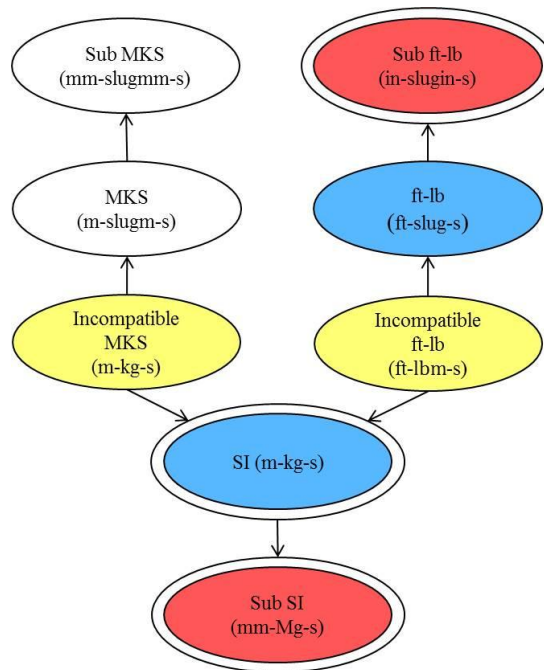 Sub MKS
(mm-slugmm-s)
Sub ft-lb
(in-slugin-s)
MKS
(m-slugm-s)
ft-lb
(ft-slug-s)
Incompatible
MKS
(m-kg-s)
Incompatible
ft-lb
(ft-lbm-s)
SI (m-kg-s)
Sub SI
(mm-Mg-s)